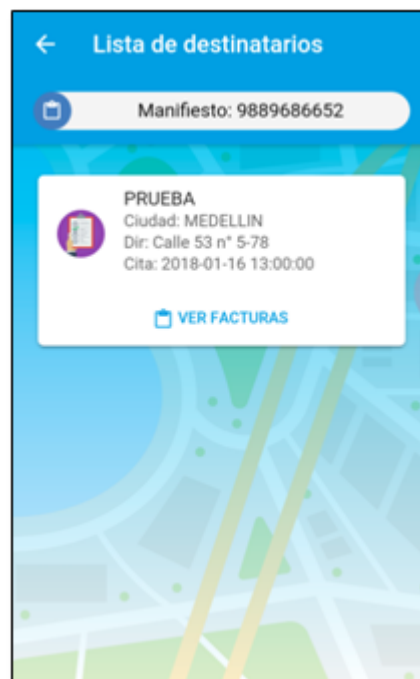 Lista de destinatarios
Manifiesto: 9889686652
PRUEBA
Ciudad: MEDELLIN
Dir: Calle 53 n° 5-78
Cita: 2018-01-16 13:00:00
VER FACTURAS